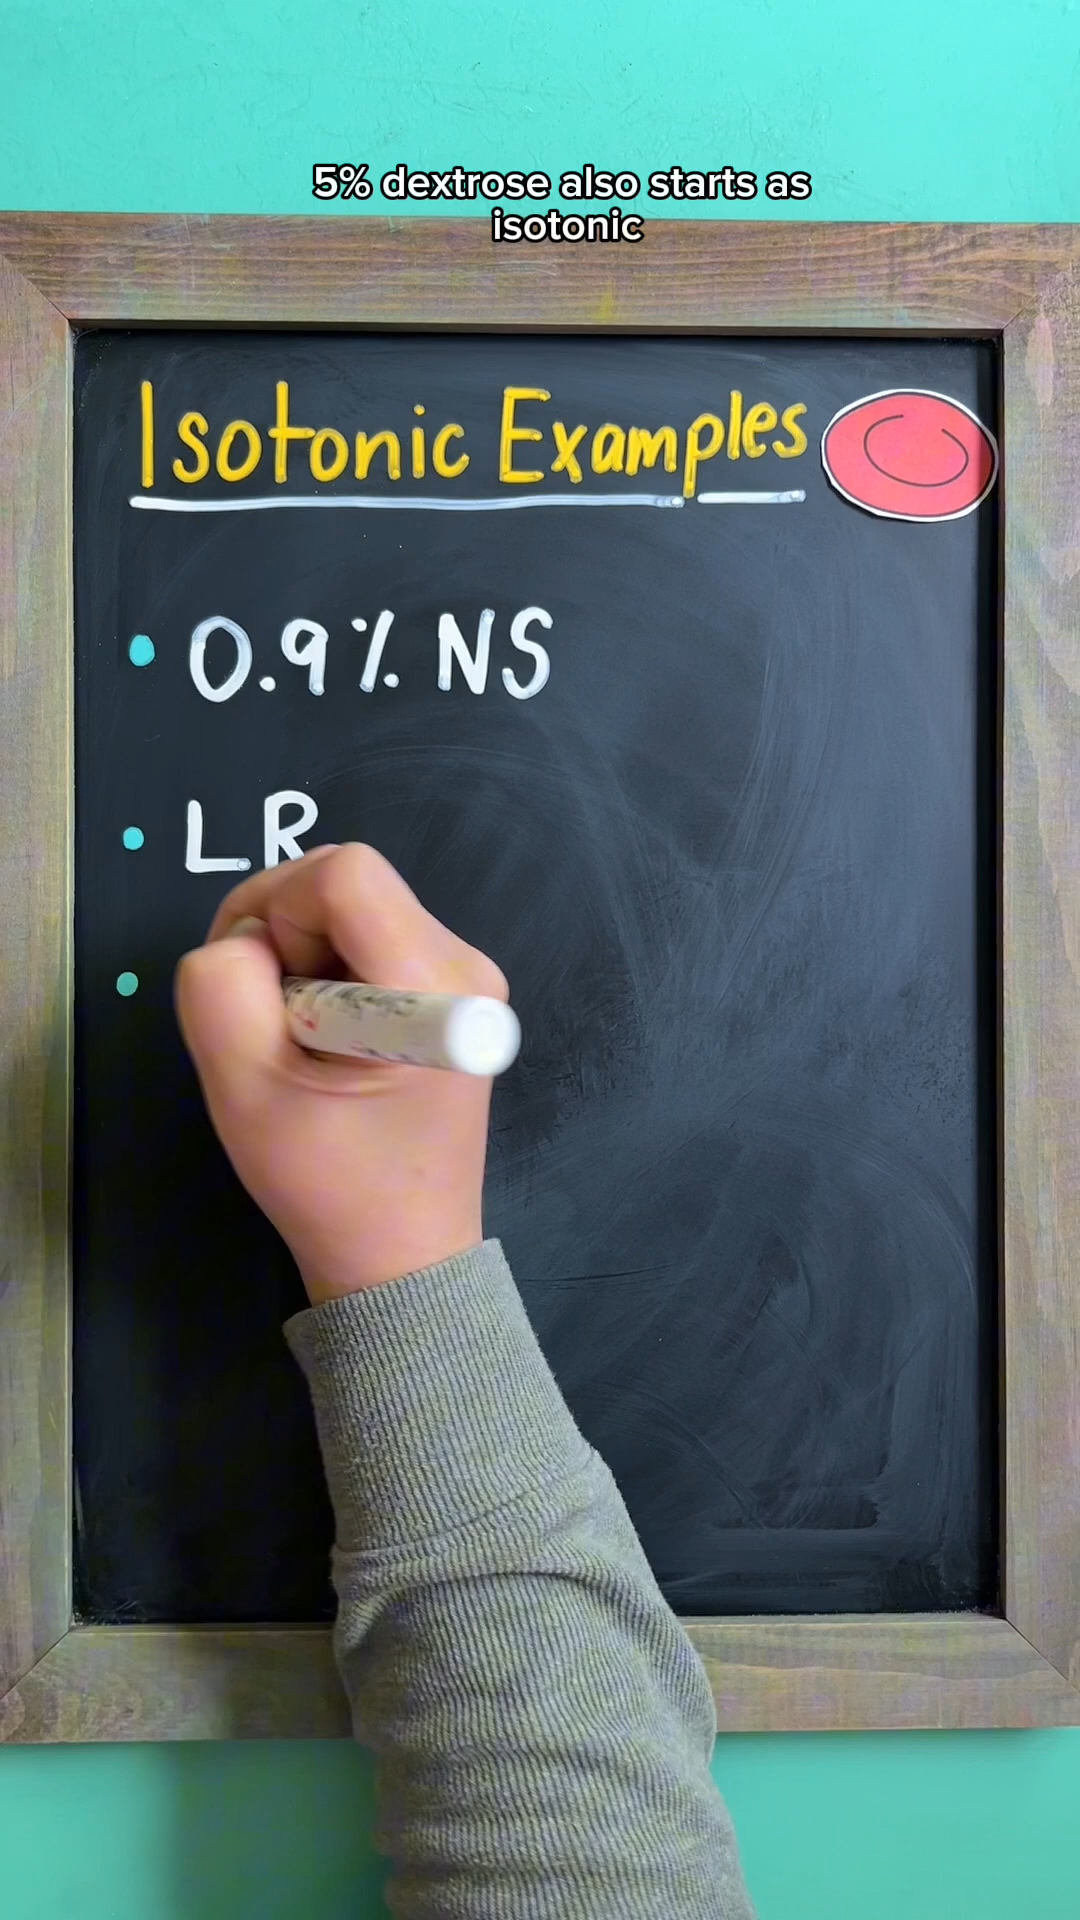 5% dextrose also starts as
isotonic
Isotonic Examples
0.9% NS
LR